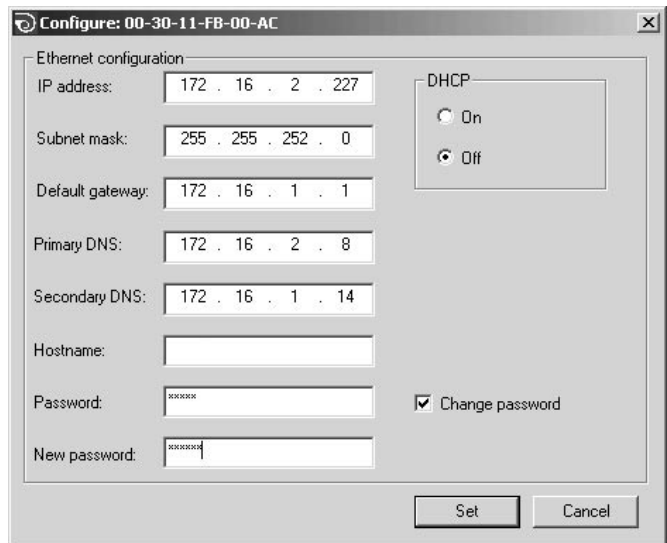 Configure: 00-30-11-FB-00-AC
Ethernet configuration
IP address: 172 . 16 . 2 . 227
DHCP
On
Subnet mask: 255 . 255 . 252 . 0
Off
Default gateway: 172 . 16 . 1 . 1
Primary DNS: 172 . 16 . 2 . 8
Secondary DNS: 172 . 16 . 1 . 14
Hostname:
Password: ×××××
Change password
New password: ××××××
Set
Cancel